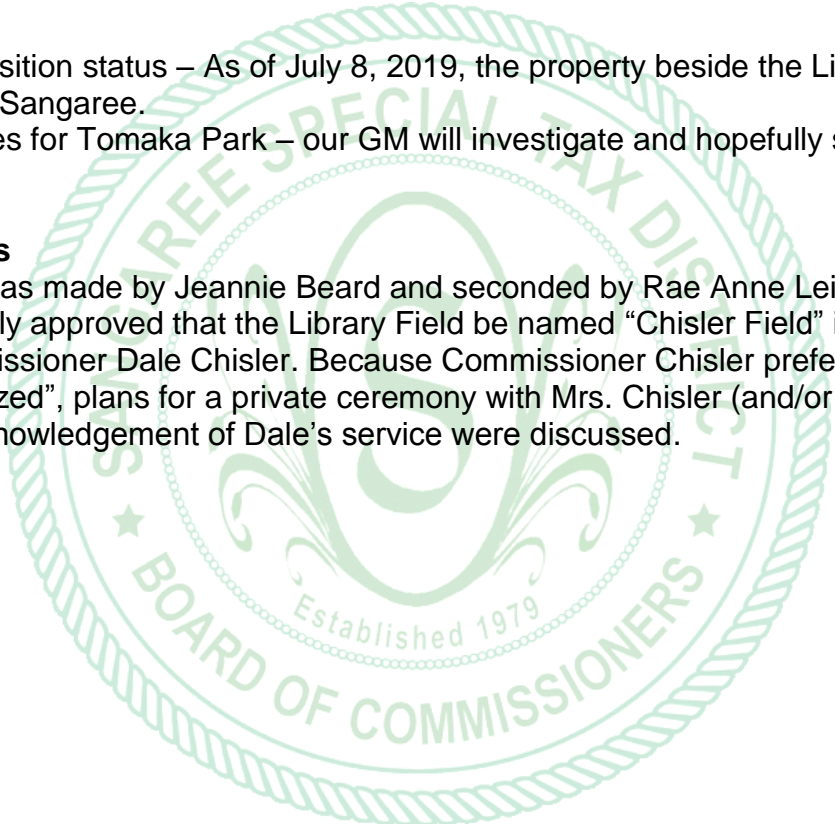 sition status – As of July 8, 2019, the property beside the Li
Sangaree.
es for Tomaka Park – our GM will investigate and hopefully s
s
as made by Jeannie Beard and seconded by Rae Anne Lei
ly approved that the Library Field be named “Chisler Field” i
issioner Dale Chisler. Because Commissioner Chisler prefe
zed”, plans for a private ceremony with Mrs. Chisler (and/or
nowledgement of Dale’s service were discussed.
SANGAREE SPECIAL TAX DISTRICT
S
Established 1979
BOARD OF COMMISSIONERS